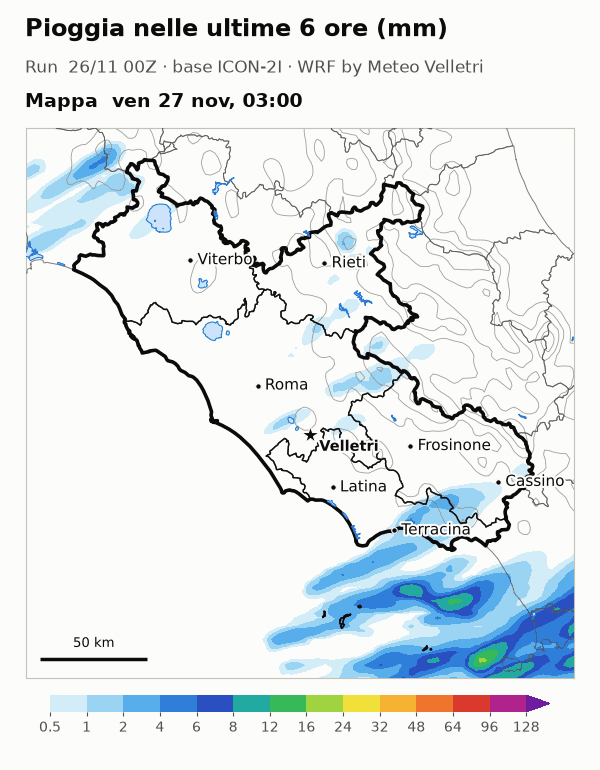 Pioggia nelle ultime 6 ore (mm)
Run  26/11 00Z · base ICON-2I · WRF by Meteo Velletri
Mappa  ven 27 nov, 03:00
Viterbo
Rieti
Roma
Velletri
Frosinone
Latina
Cassino
Terracina
50 km
0.5 1 2 4 6 8 12 16 24 32 48 64 96 128